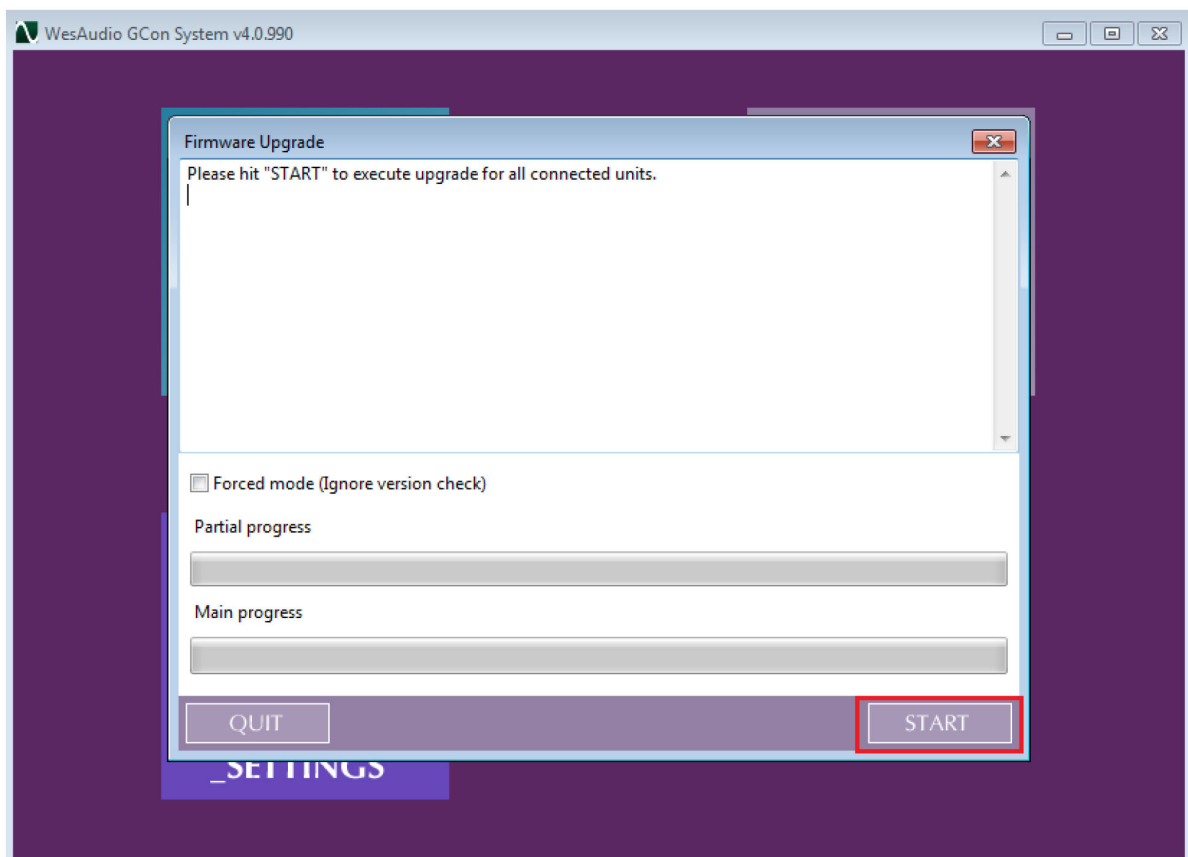 WesAudio GCon System v4.0.990
Firmware Upgrade
Please hit "START" to execute upgrade for all connected units.
Forced mode (Ignore version check)
Partial progress
Main progress
QUIT
START
_SETTINGS